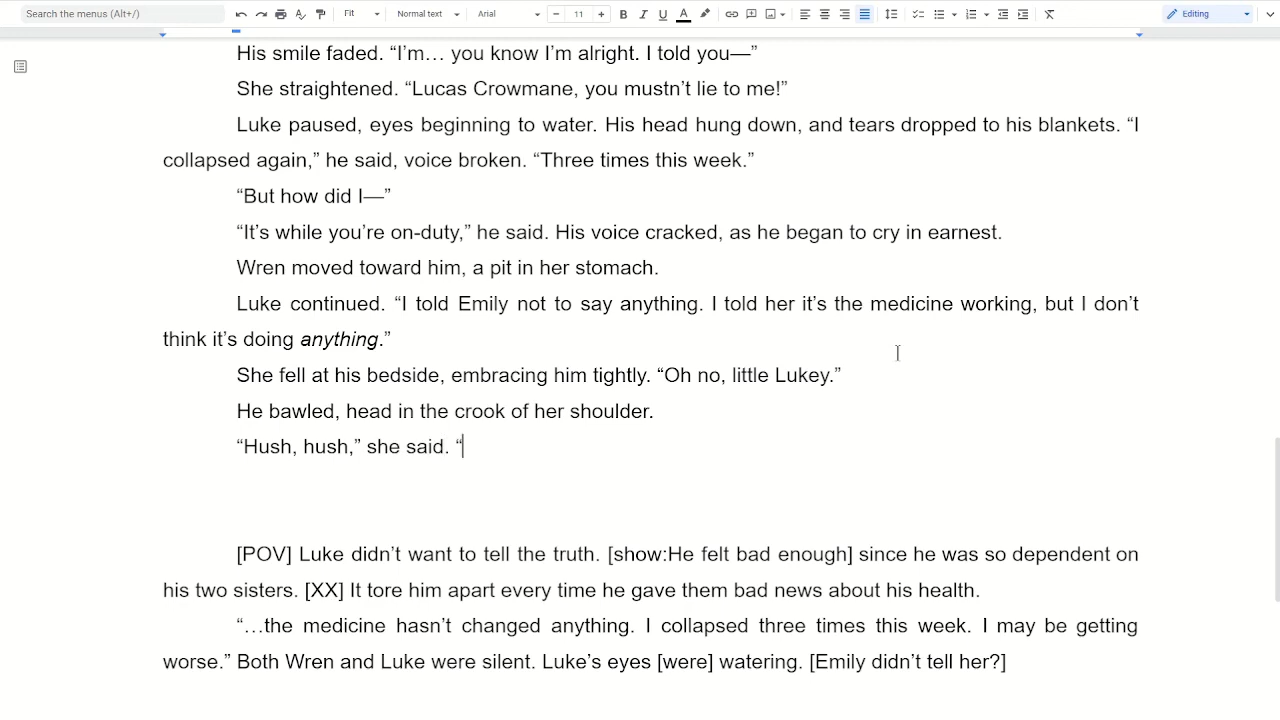 Search the menus (Alt+/)
Fit
Normal text
Arial
11
Editing
His smile faded. “I’m… you know I’m alright. I told you—”
She straightened. “Lucas Crowmane, you mustn’t lie to me!”
Luke paused, eyes beginning to water. His head hung down, and tears dropped to his blankets. “I
collapsed again,” he said, voice broken. “Three times this week.”
“But how did I—”
“It’s while you’re on-duty,” he said. His voice cracked, as he began to cry in earnest.
Wren moved toward him, a pit in her stomach.
Luke continued. “I told Emily not to say anything. I told her it’s the medicine working, but I don’t
think it’s doing anything.”
She fell at his bedside, embracing him tightly. “Oh no, little Lukey.”
He bawled, head in the crook of her shoulder.
“Hush, hush,” she said. “
[POV] Luke didn’t want to tell the truth. [show:He felt bad enough] since he was so dependent on
his two sisters. [XX] It tore him apart every time he gave them bad news about his health.
“…the medicine hasn’t changed anything. I collapsed three times this week. I may be getting
worse.” Both Wren and Luke were silent. Luke’s eyes [were] watering. [Emily didn’t tell her?]